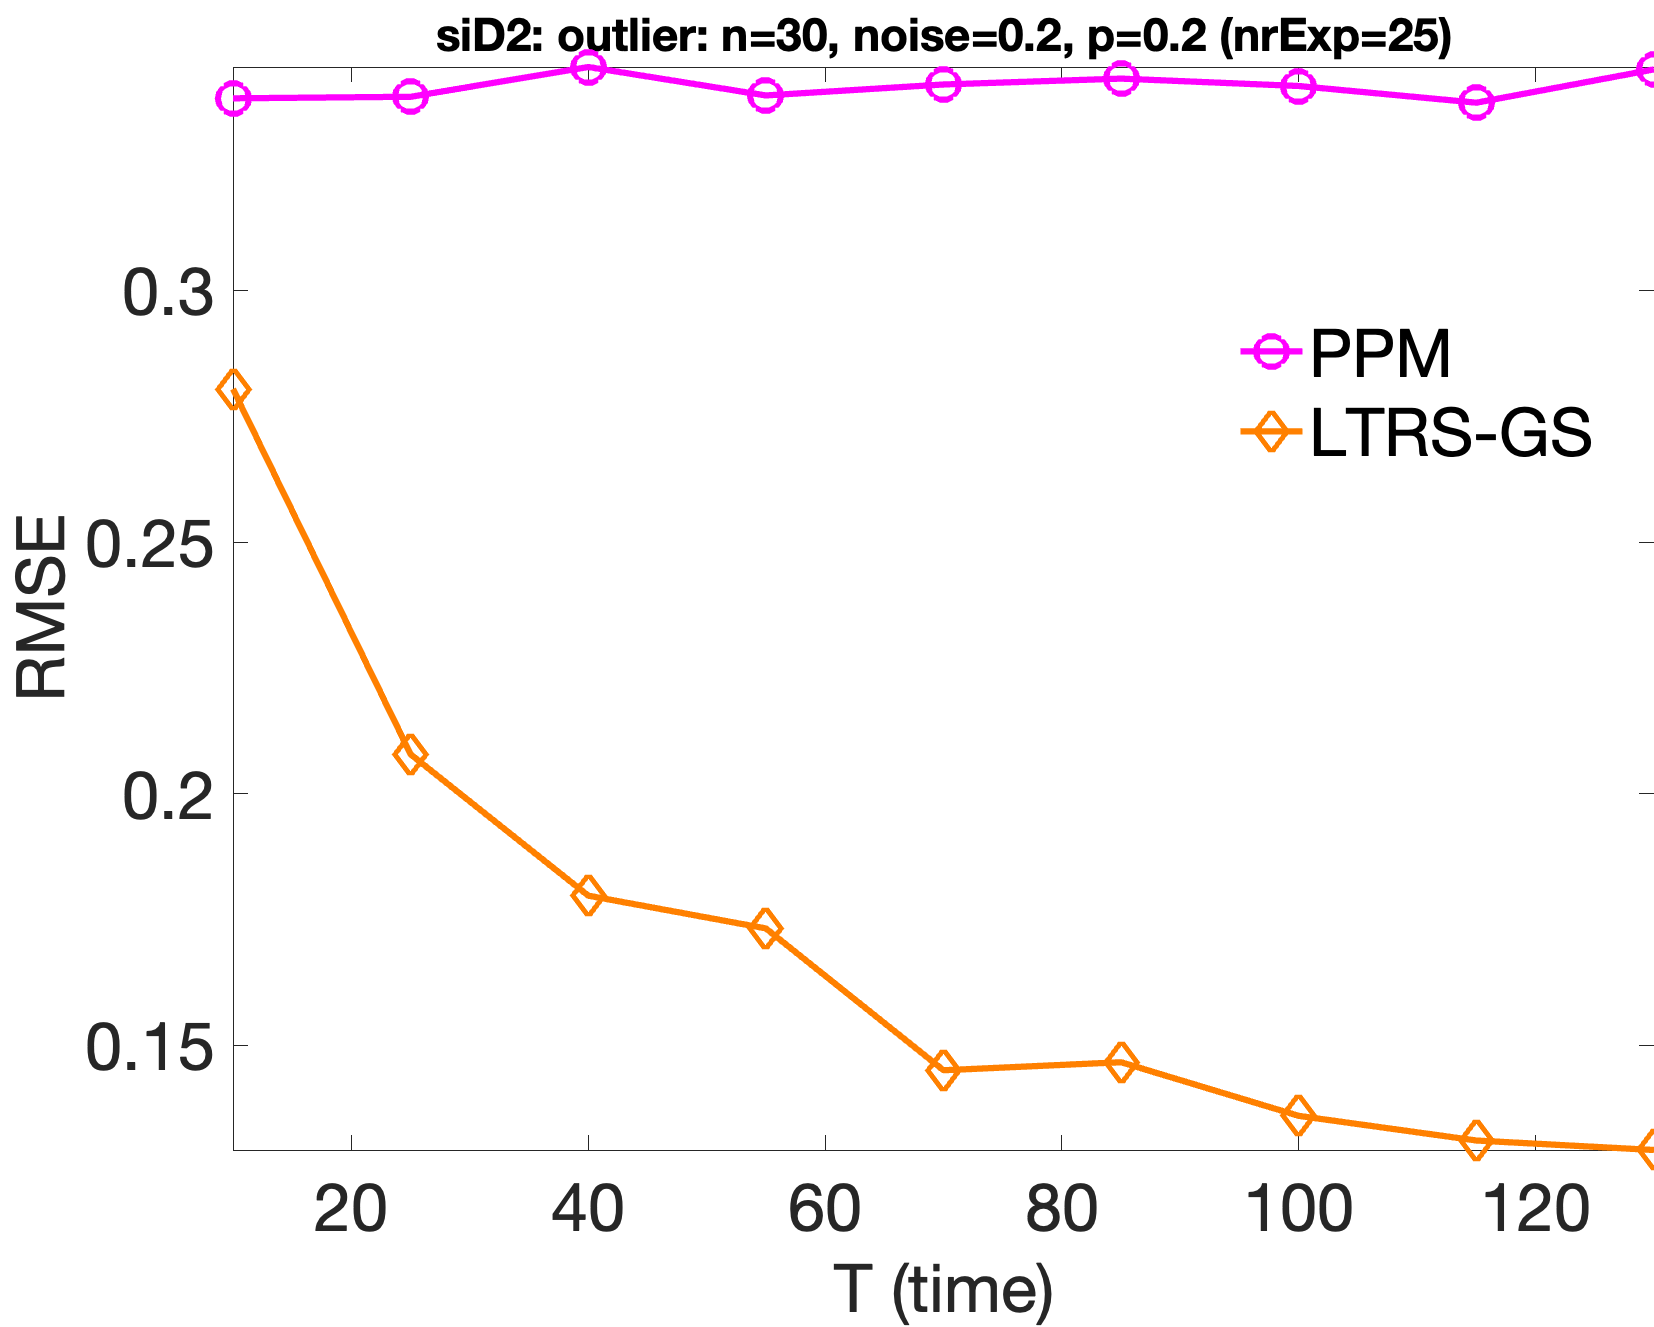 siD2: outlier: n=30, noise=0.2, p=0.2 (nrExp=25)
0.3
0.25
0.2
0.15
RMSE
PPM
LTRS-GS
20 40 60 80 100 120
T (time)